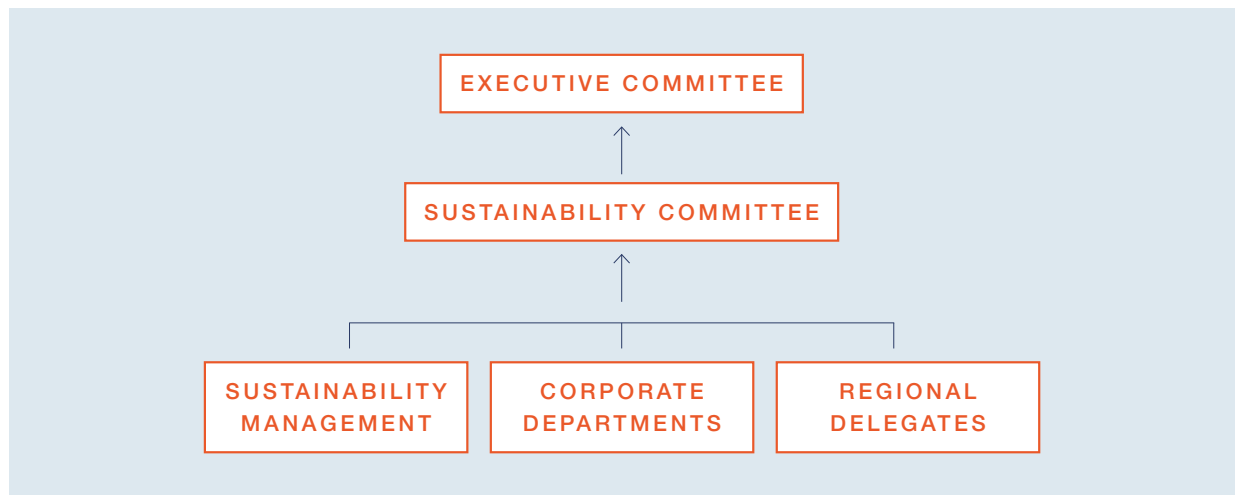 EXECUTIVE COMMITTEE
SUSTAINABILITY COMMITTEE
SUSTAINABILITY
MANAGEMENT
CORPORATE
DEPARTMENTS
REGIONAL
DELEGATES